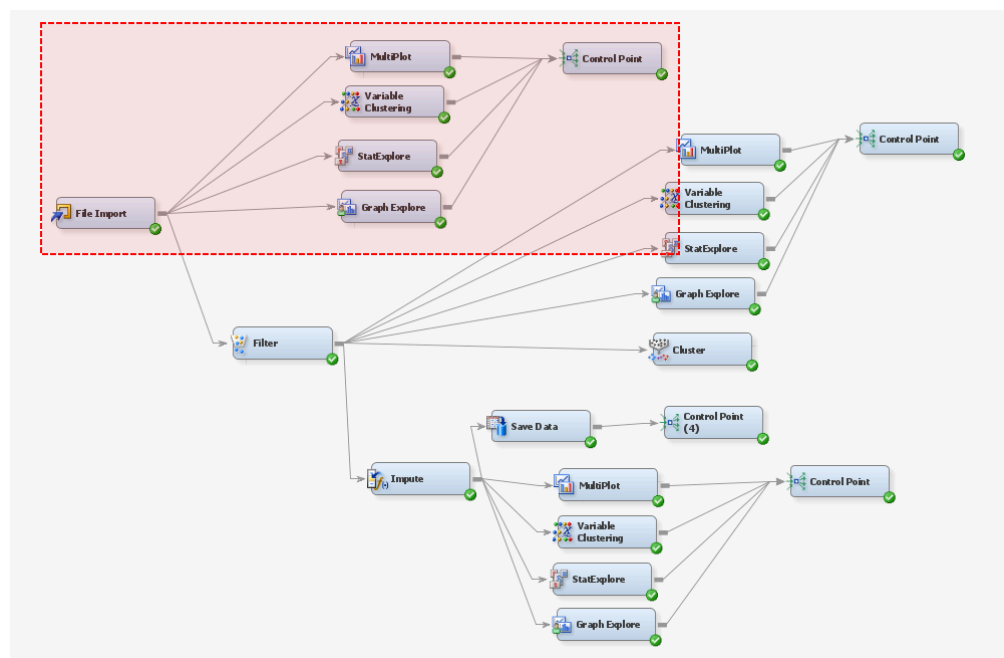 MultiPlot
Control Point
Variable
Clustering
StatExplore
Graph Explore
File Import
MultiPlot
Control Point
Variable
Clustering
StatExplore
Graph Explore
Filter
Cluster
Save Data
Control Point
(4)
Impute
MultiPlot
Control Point
Variable
Clustering
StatExplore
Graph Explore